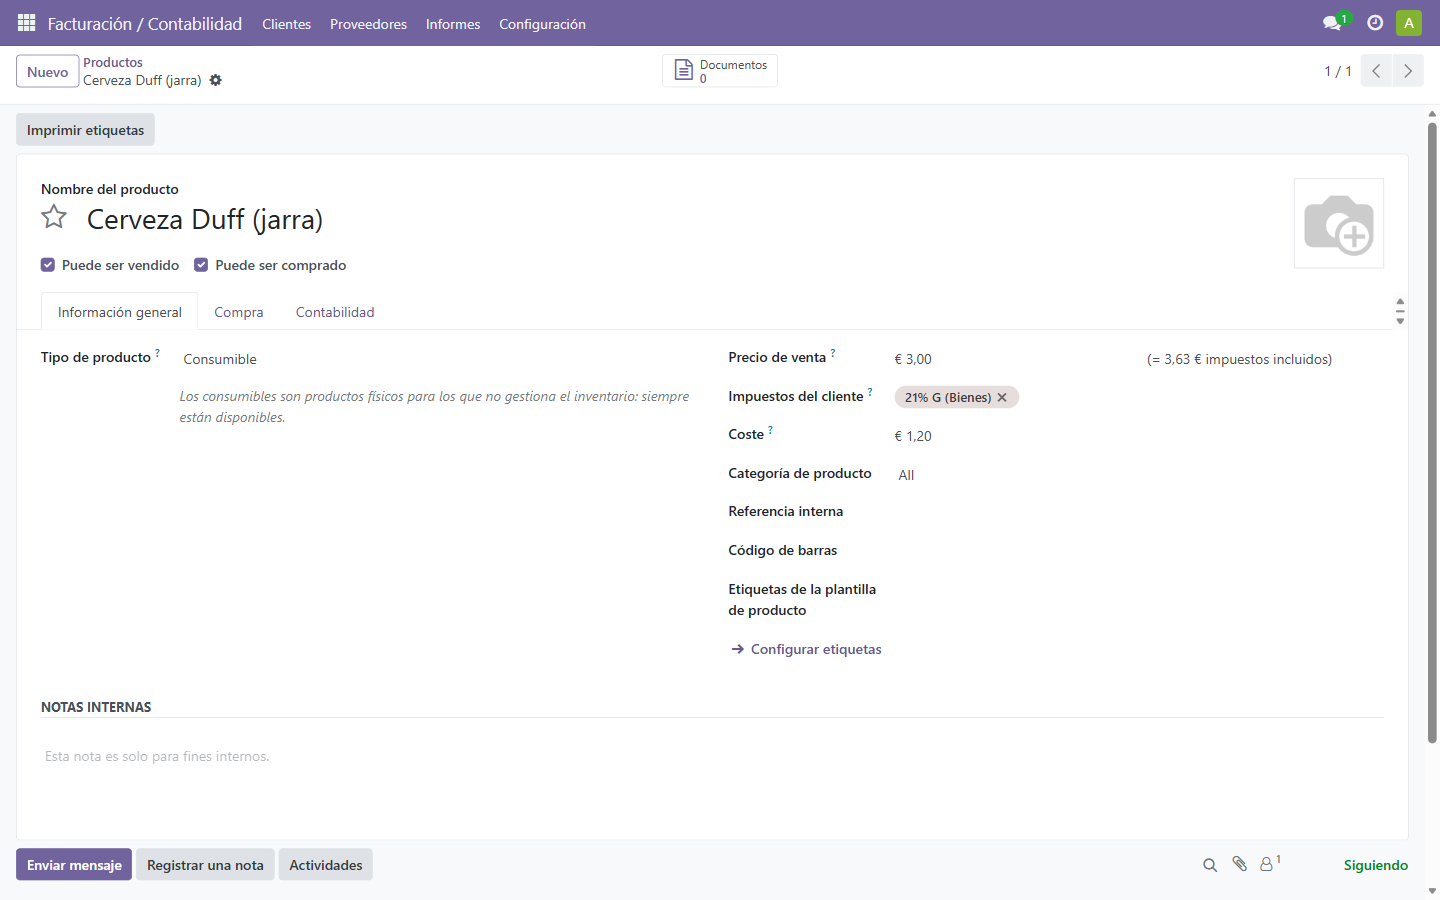 Facturación / Contabilidad Clientes Proveedores Informes Configuración 1 A
Nuevo
Productos
Cerveza Duff (jarra)
Documentos
0
1 / 1
Imprimir etiquetas
Nombre del producto
Cerveza Duff (jarra)
Puede ser vendido Puede ser comprado
Información general Compra Contabilidad
Tipo de producto ? Consumible
Los consumibles son productos físicos para los que no gestiona el inventario: siempre
están disponibles.
Precio de venta ? € 3,00 (= 3,63 € impuestos incluidos)
Impuestos del cliente ? 21% G (Bienes)
Coste ? € 1,20
Categoría de producto All
Referencia interna
Código de barras
Etiquetas de la plantilla
de producto
Configurar etiquetas
NOTAS INTERNAS
Esta nota es solo para fines internos.
Enviar mensaje Registrar una nota Actividades 1 Siguiendo